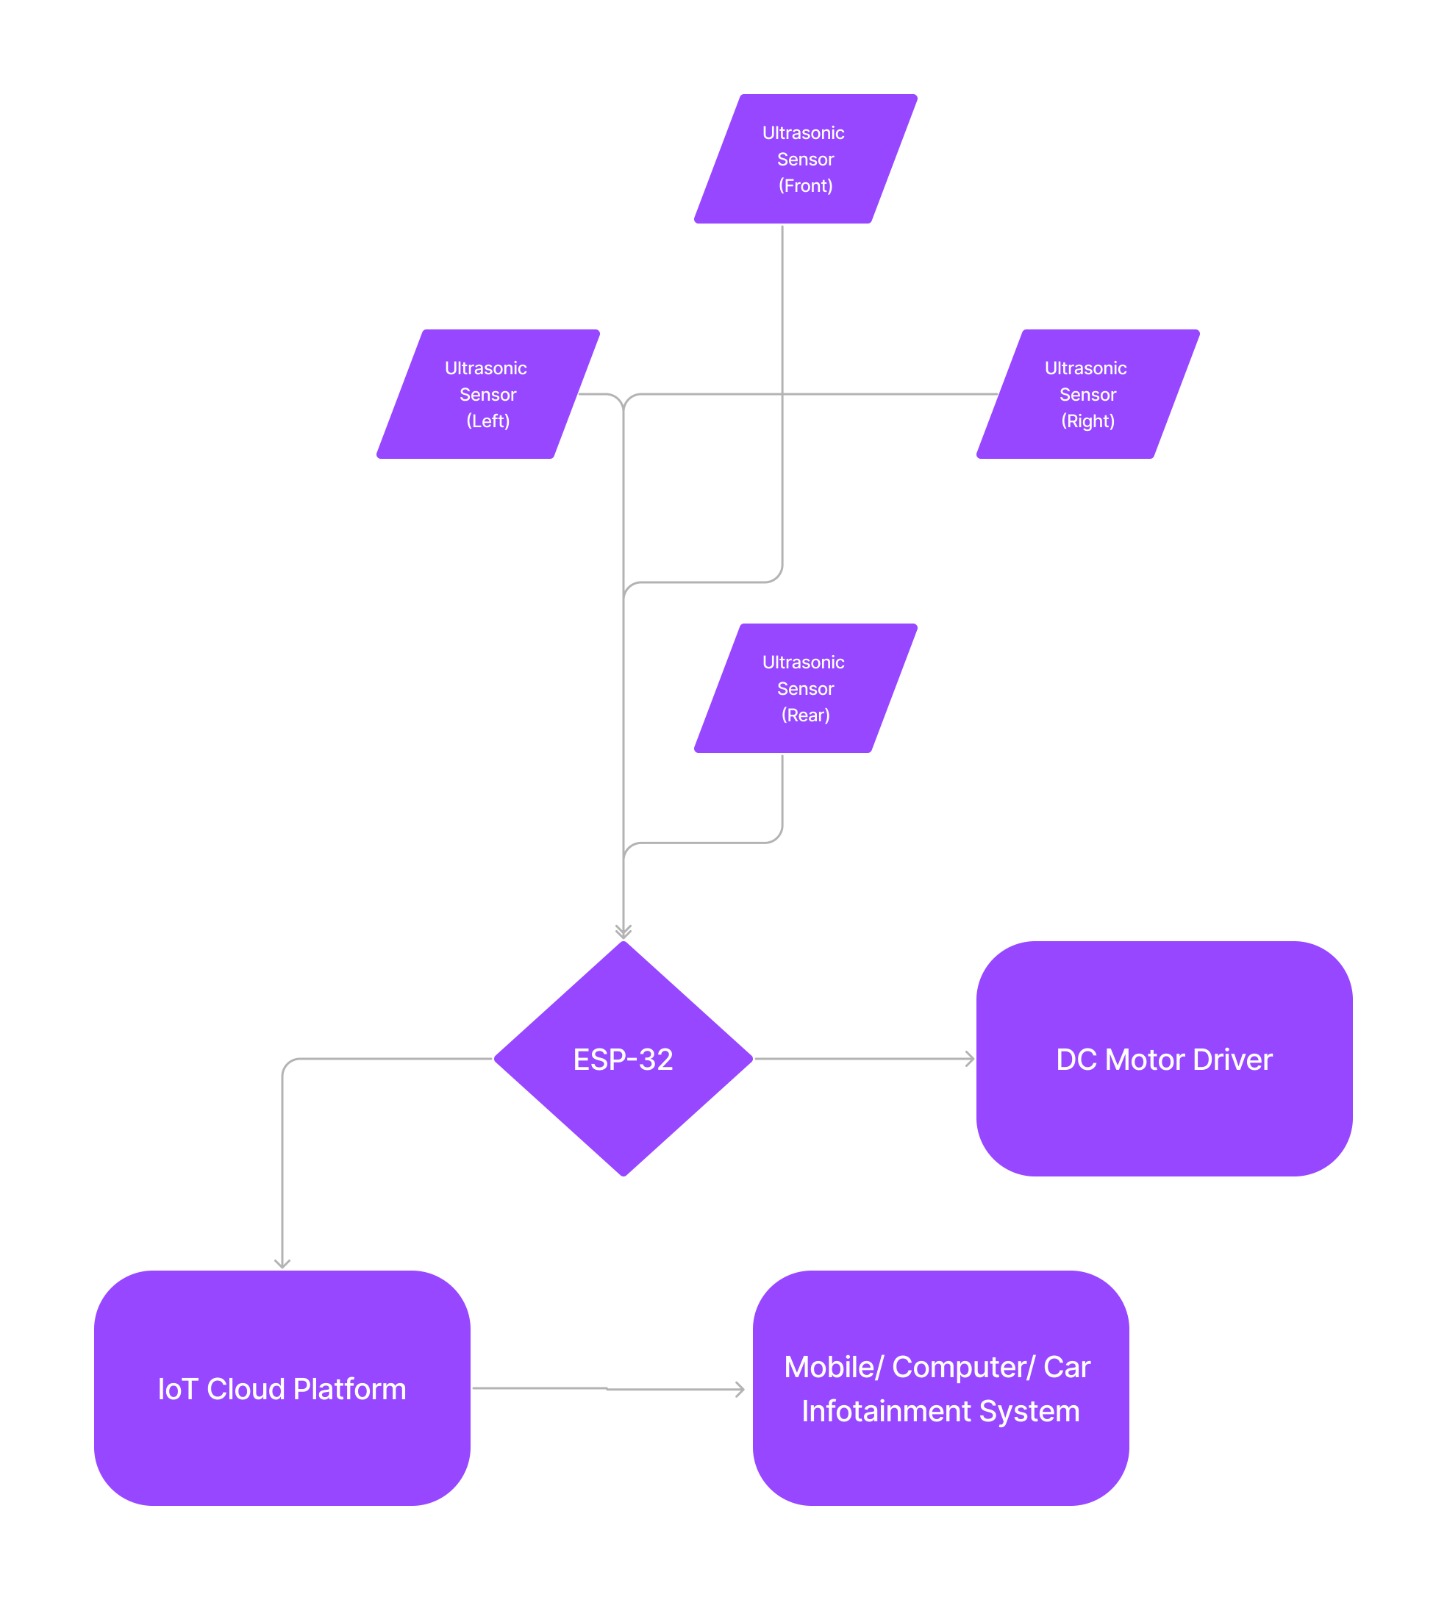 Ultrasonic
Sensor
(Front)
Ultrasonic
Sensor
(Left)
Ultrasonic
Sensor
(Right)
Ultrasonic
Sensor
(Rear)
ESP-32
DC Motor Driver
IoT Cloud Platform
Mobile/ Computer/ Car
Infotainment System